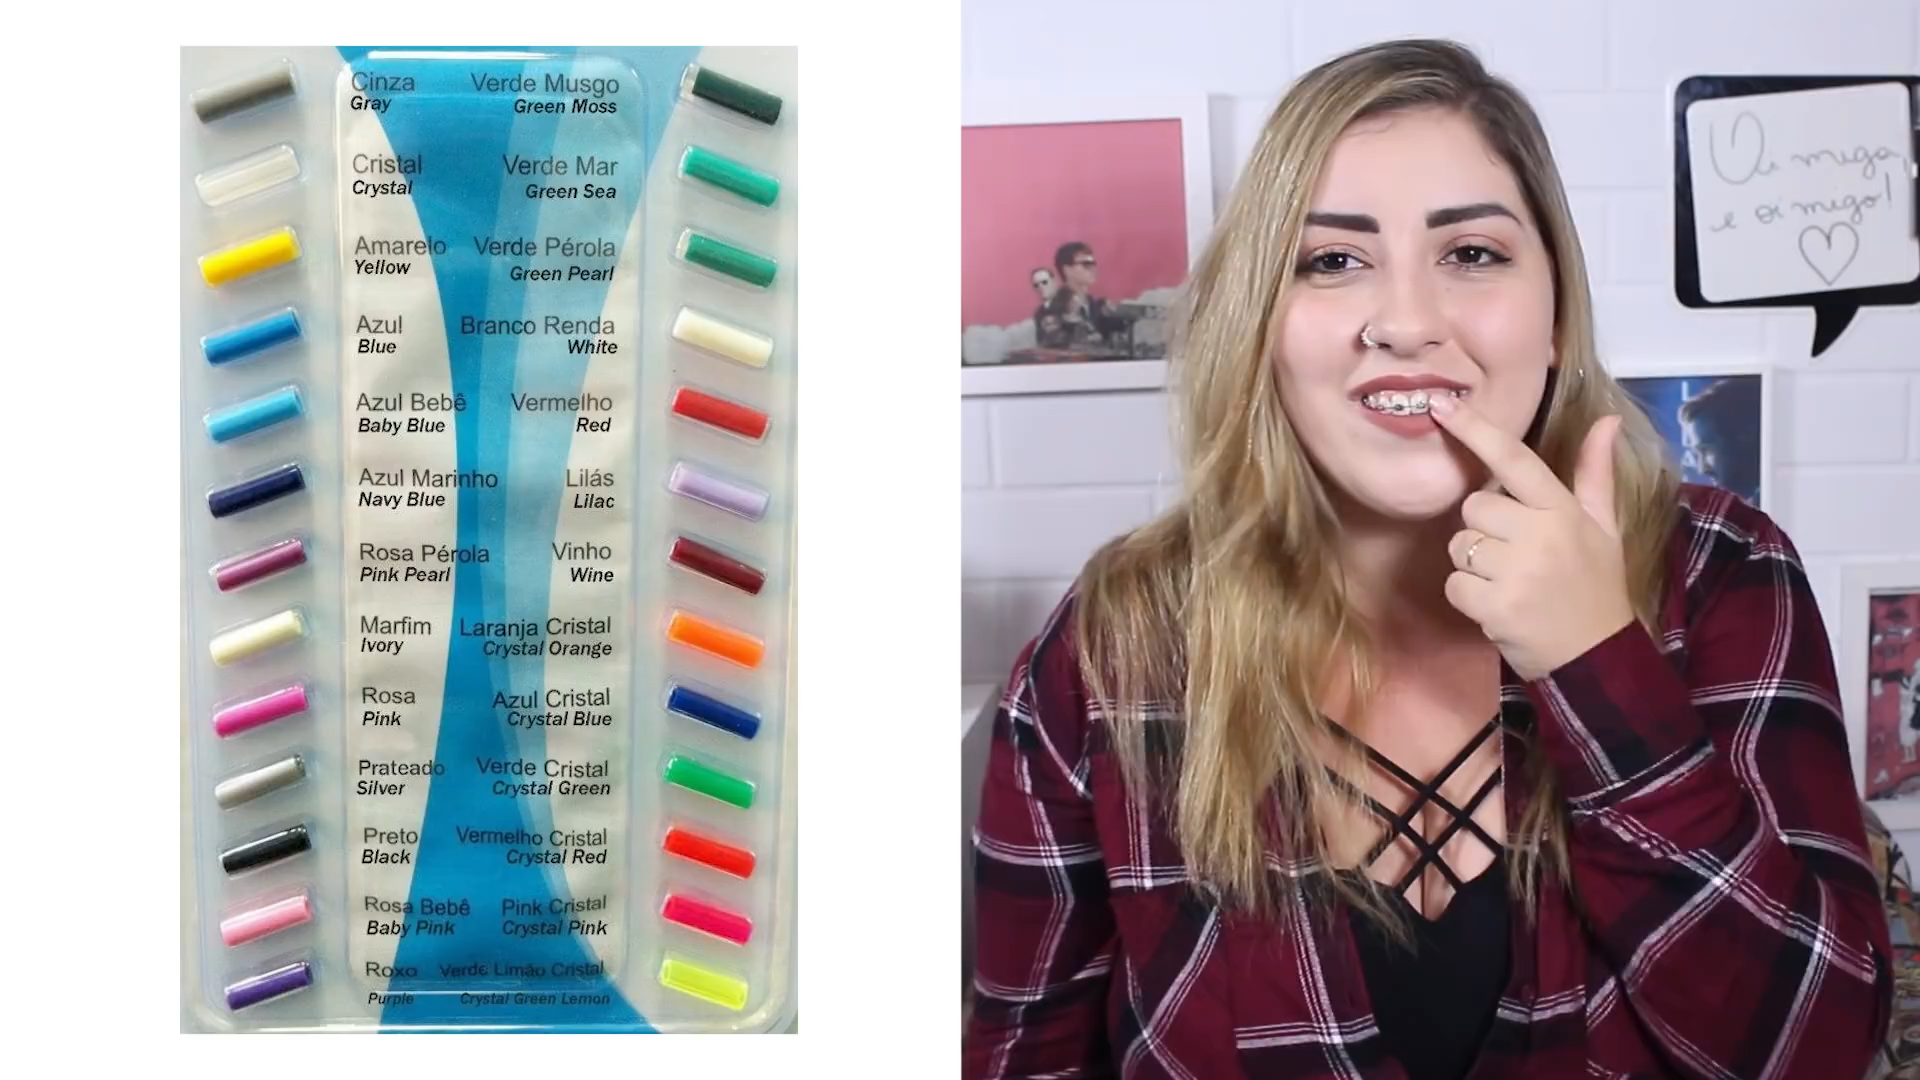 Cinza Verde Musgo
Gray Green Moss
Cristal Verde Mar
Crystal Green Sea
Amarelo Verde Pérola
Yellow Green Pearl
Azul Branco Renda
Blue White
Azul Bebê Vermelho
Baby Blue Red
Azul Marinho Lilás
Navy Blue Lilac
Rosa Pérola Vinho
Pink Pearl Wine
Marfim Laranja Cristal
Ivory Crystal Orange
Rosa Azul Cristal
Pink Crystal Blue
Prateado Verde Cristal
Silver Crystal Green
Preto Vermelho Cristal
Black Crystal Red
Rosa Bebê Pink Cristal
Baby Pink Crystal Pink
Roxo Verde Limão Cristal
Purple Crystal Green Lemon
Oi miga,
e oi migo!